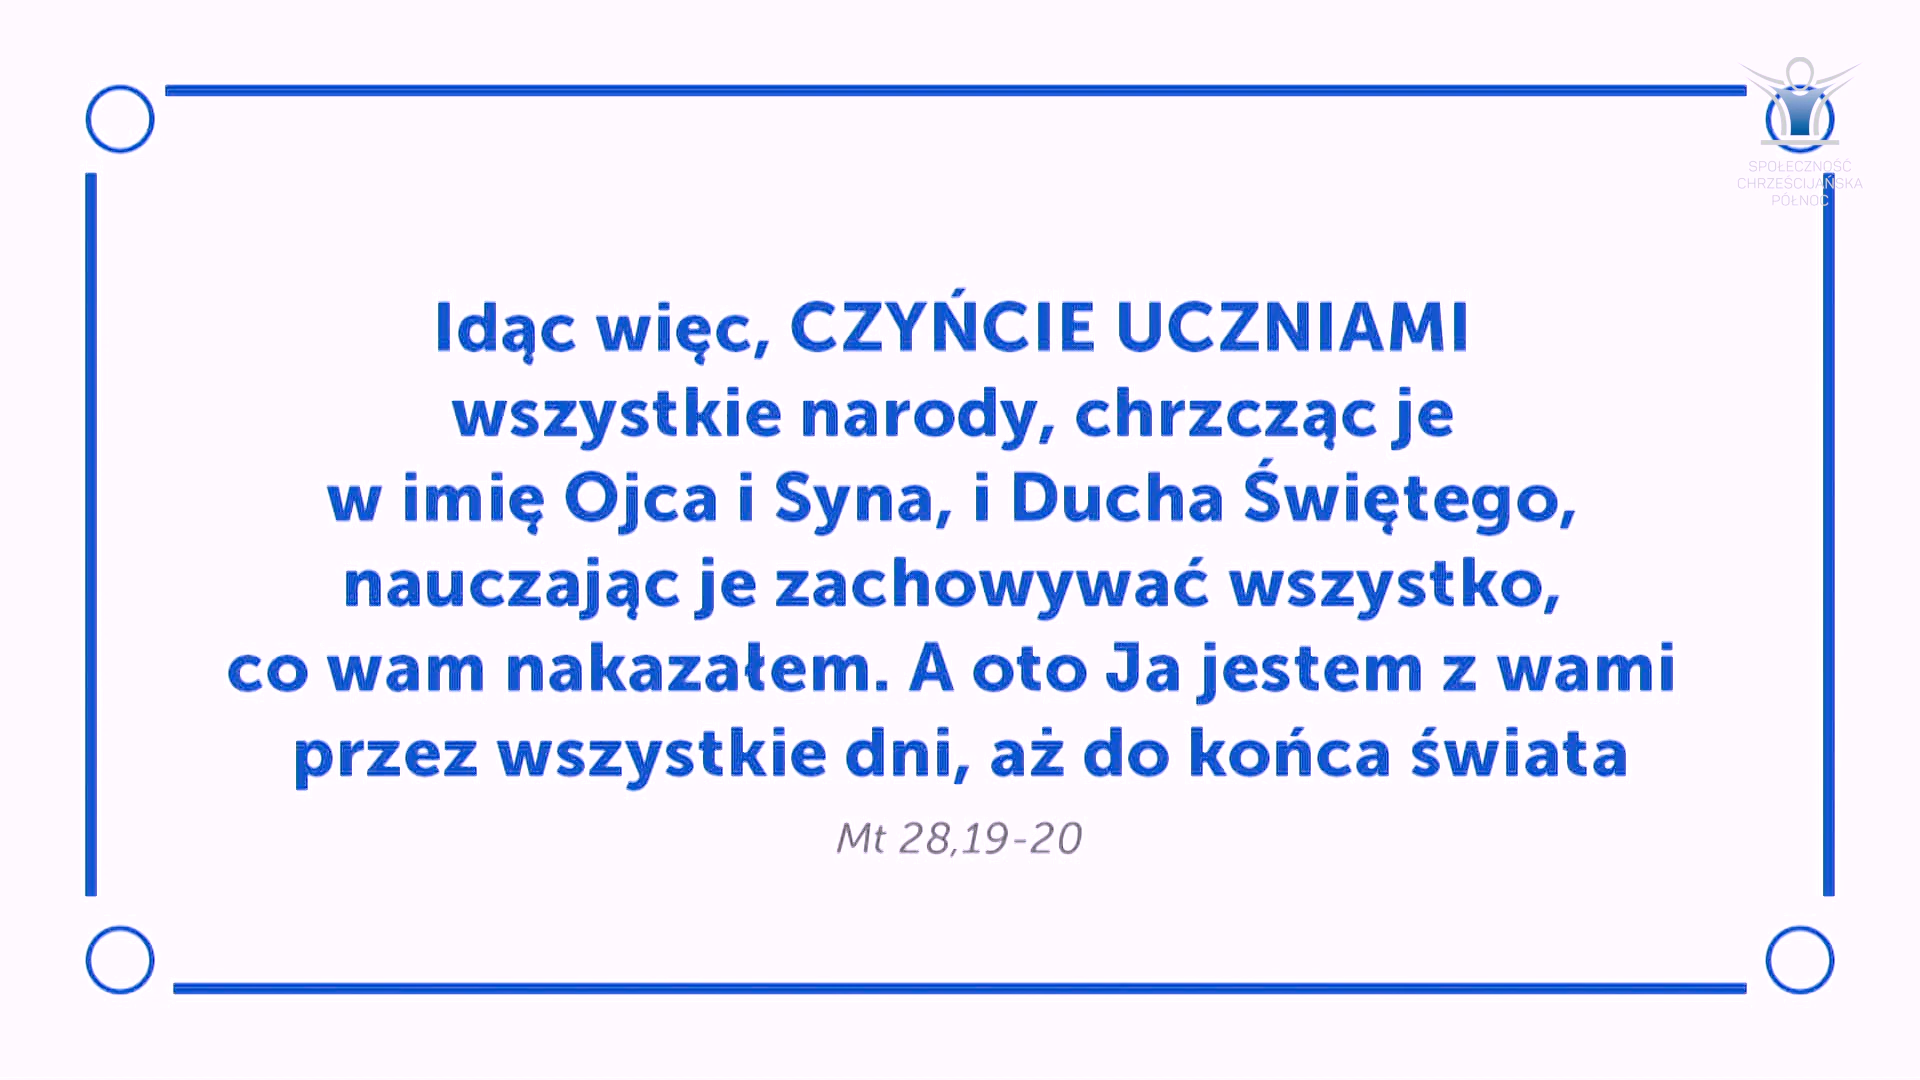 SPOŁECZNOŚĆ
CHRZEŚCIJAŃSKA
PÓŁNOC
Idąc więc, CZYŃCIE UCZNIAMI
wszystkie narody, chrzcząc je
w imię Ojca i Syna, i Ducha Świętego,
nauczając je zachowywać wszystko,
co wam nakazałem. A oto Ja jestem z wami
przez wszystkie dni, aż do końca świata
Mt 28,19-20